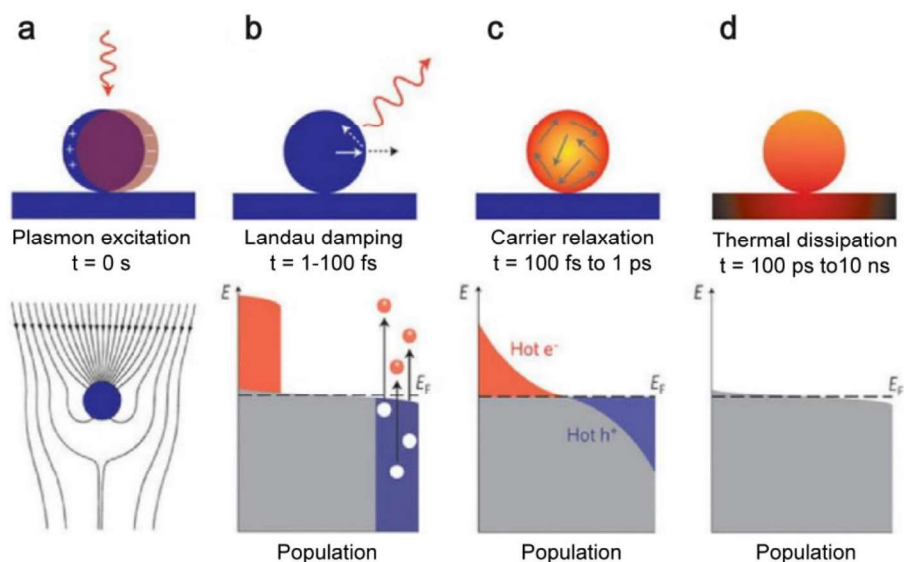 a
b
c
d
+
+
+
−
−
−
Plasmon excitation
t = 0 s
Landau damping
t = 1-100 fs
Carrier relaxation
t = 100 fs to 1 ps
Thermal dissipation
t = 100 ps to10 ns
E
E_F
Population
E
Hot e⁻
E_F
Hot h⁺
Population
E
E_F
Population